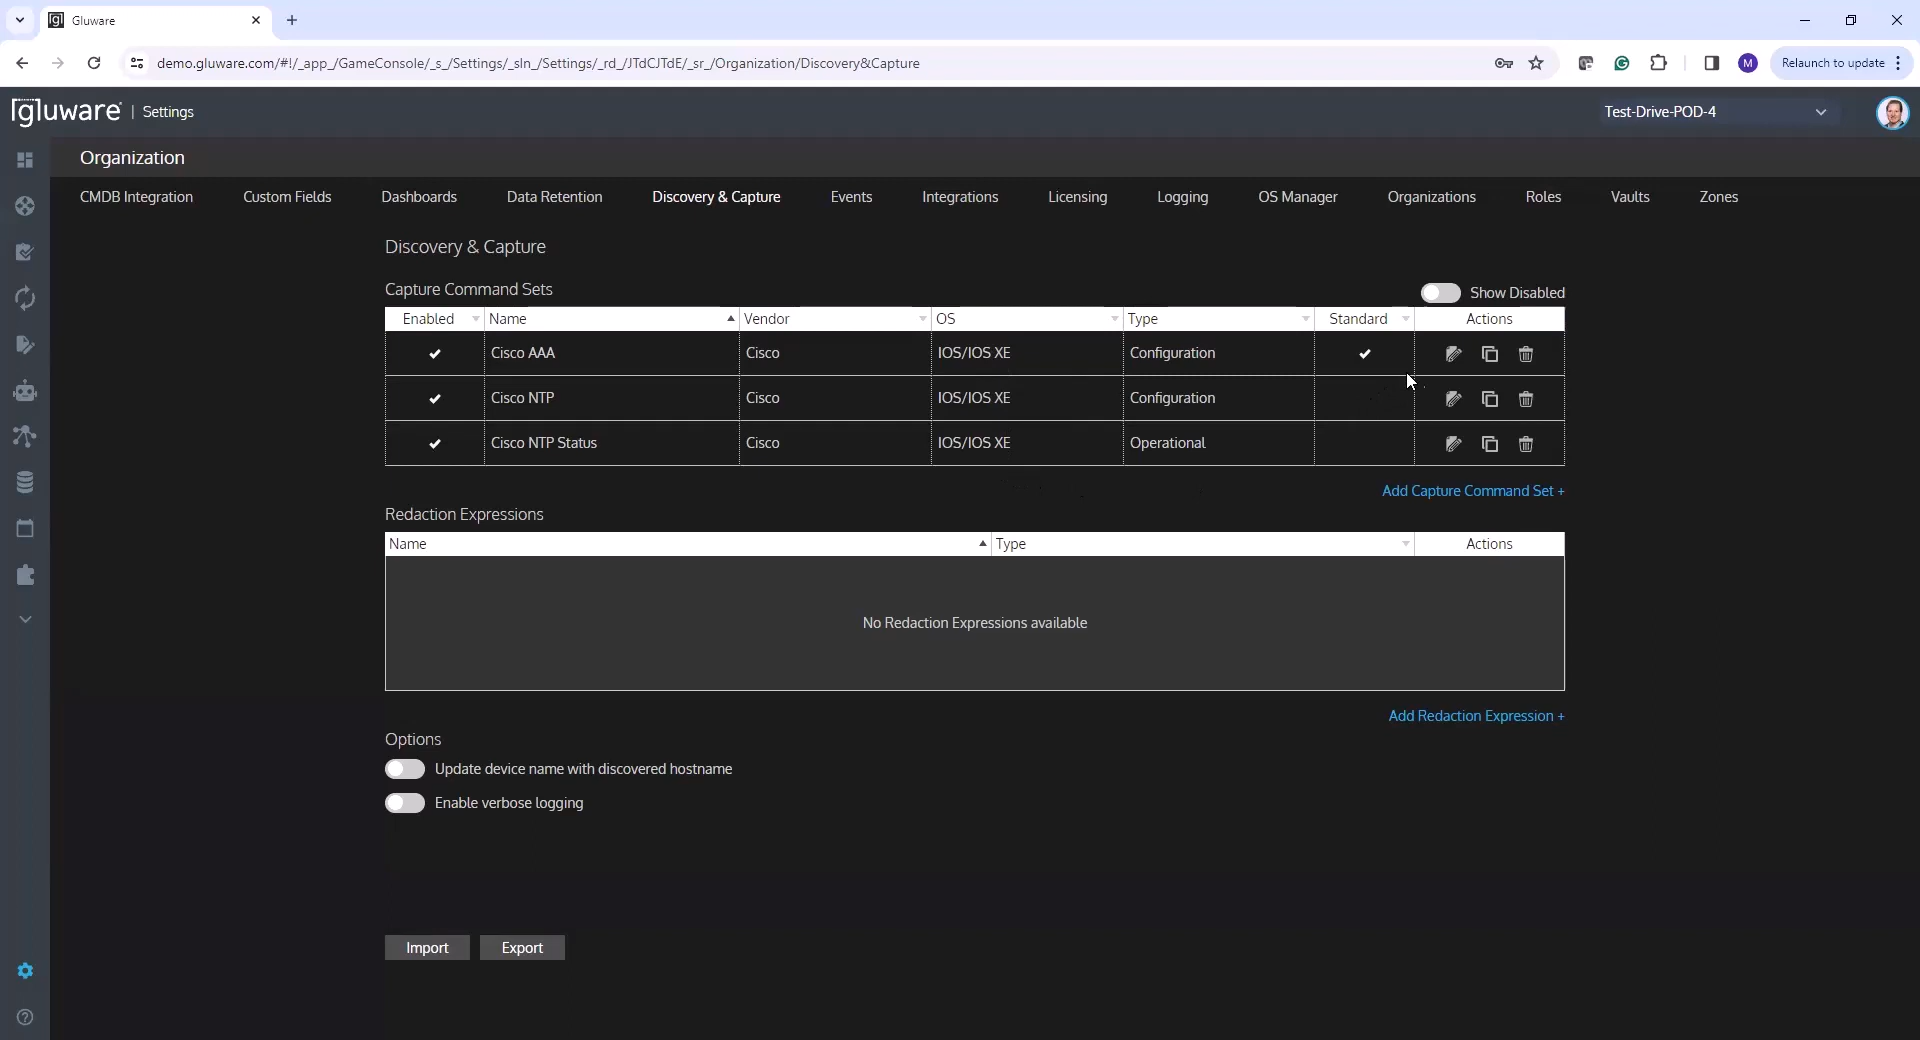 Gluware
demo.gluware.com/#!/_app_/GameConsole/_s_/Settings/_sln_/Settings/_rd_/JTdCJTdE/_sr_/Organization/Discovery&Capture
M
Relaunch to update
[g]luware | Settings
Test-Drive-POD-4
Organization
CMDB Integration Custom Fields Dashboards Data Retention Discovery & Capture Events Integrations Licensing Logging OS Manager Organizations Roles Vaults Zones
Discovery & Capture
Capture Command Sets
Show Disabled
Enabled Name Vendor OS Type Standard Actions
Cisco AAA Cisco IOS/IOS XE Configuration
Cisco NTP Cisco IOS/IOS XE Configuration
Cisco NTP Status Cisco IOS/IOS XE Operational
Add Capture Command Set +
Redaction Expressions
Name Type Actions
No Redaction Expressions available
Add Redaction Expression +
Options
Update device name with discovered hostname
Enable verbose logging
Import Export